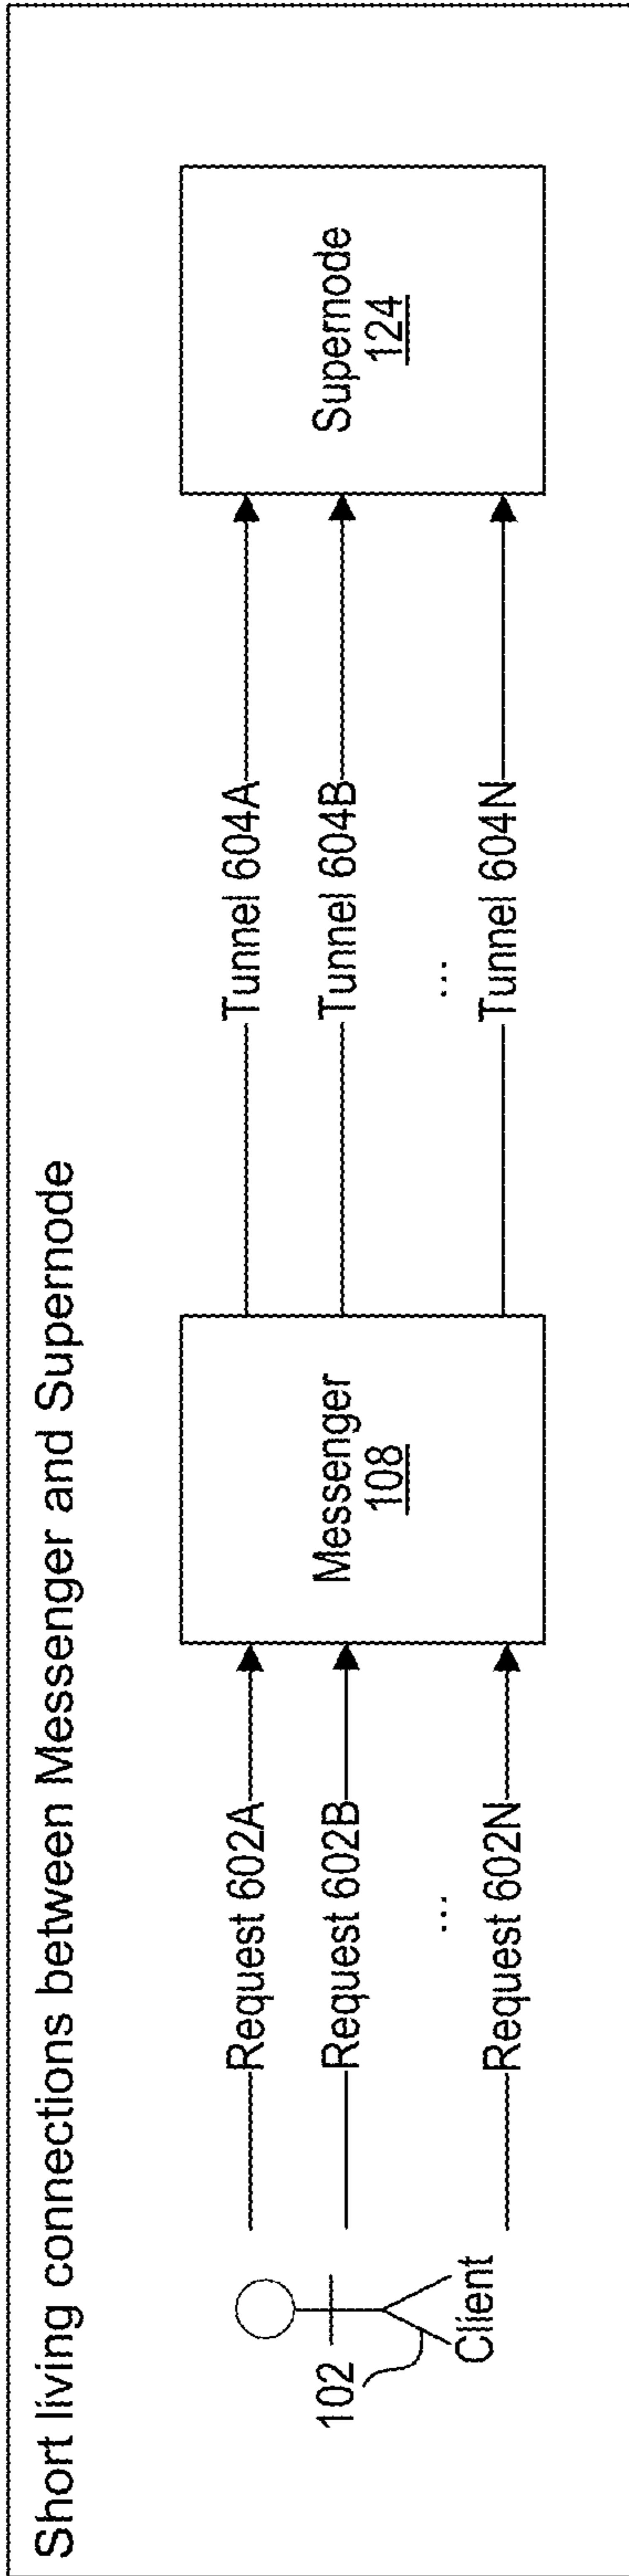 Short living connections between Messenger and Supernode
102
Client
Request 602A
Request 602B
...
Request 602N
Messenger
108
Tunnel 604A
Tunnel 604B
...
Tunnel 604N
Supernode
124